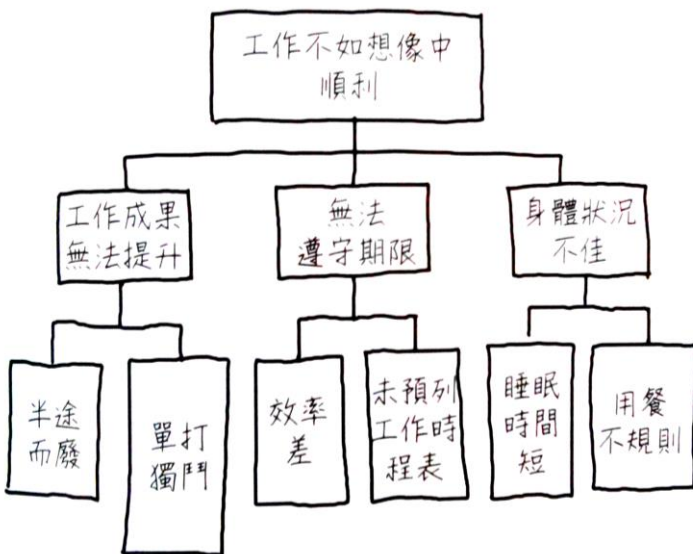 工作不如想像中
順利
工作成果
無法提升
無法
遵守期限
身體狀況
不佳
半途
而廢
單打
獨鬥
效率
差
未預列
工作時
程表
睡眠
時間
短
用餐
不規則